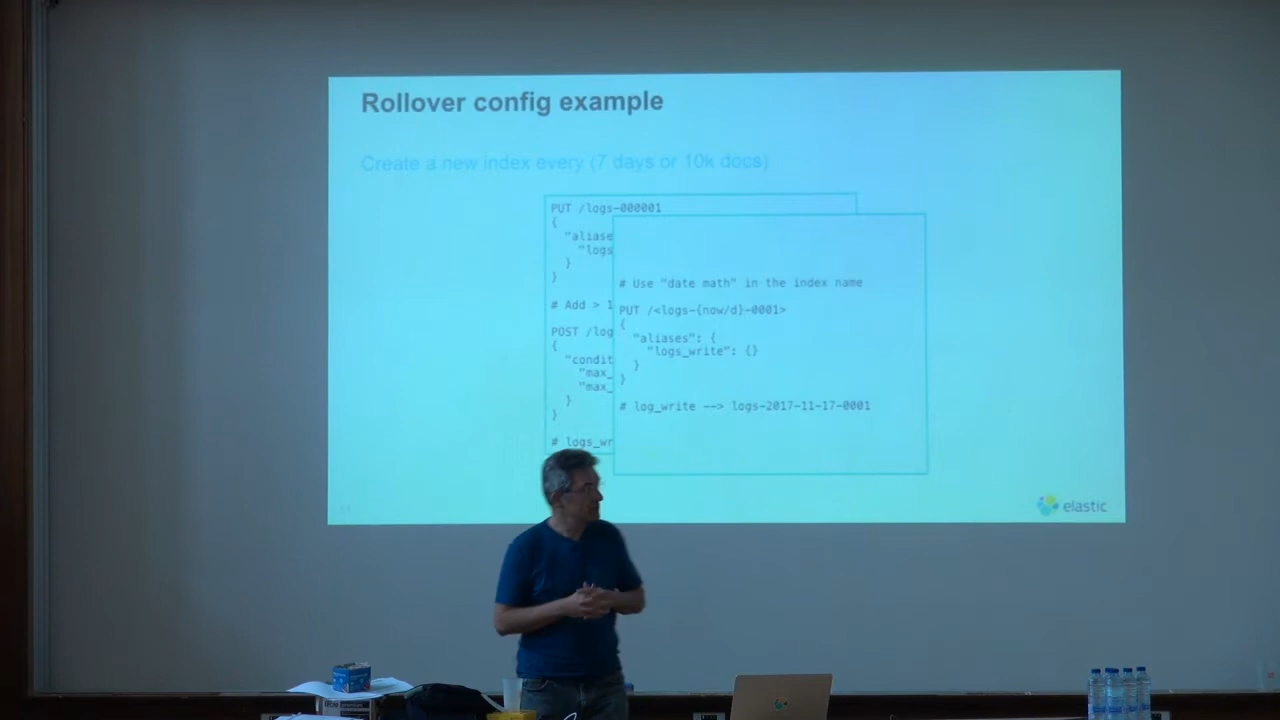 Rollover config example
Create a new index every (7 days or 10k docs)
PUT /logs-000001
{
"aliase
"logs
}
}
# Add > 1
POST /log
{
"condit
"max_
"max_
}
}
# logs_wr
# Use "date math" in the index name
PUT /<logs-{now/d}-0001>
{
"aliases": {
"logs_write": {}
}
}
# log_write --> logs-2017-11-17-0001
elastic